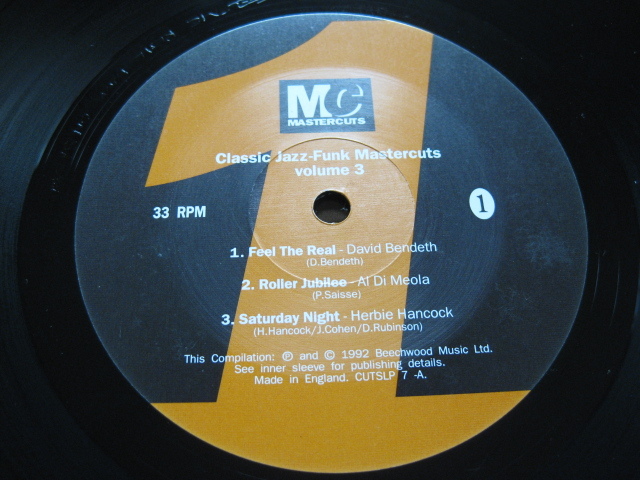 Mc
MASTERCUTS
Classic Jazz-Funk Mastercuts
volume 3
33 RPM
1
1. Feel The Real - David Bendeth
(D.Bendeth)
2. Roller Jubilee - Al Di Meola
(P.Saisse)
3. Saturday Night - Herbie Hancock
(H.Hancock/J.Cohen/D.Rubinson)
This Compilation: ℗ and © 1992 Beechwood Music Ltd.
See inner sleeve for publishing details.
Made in England. CUTSLP 7 -A.